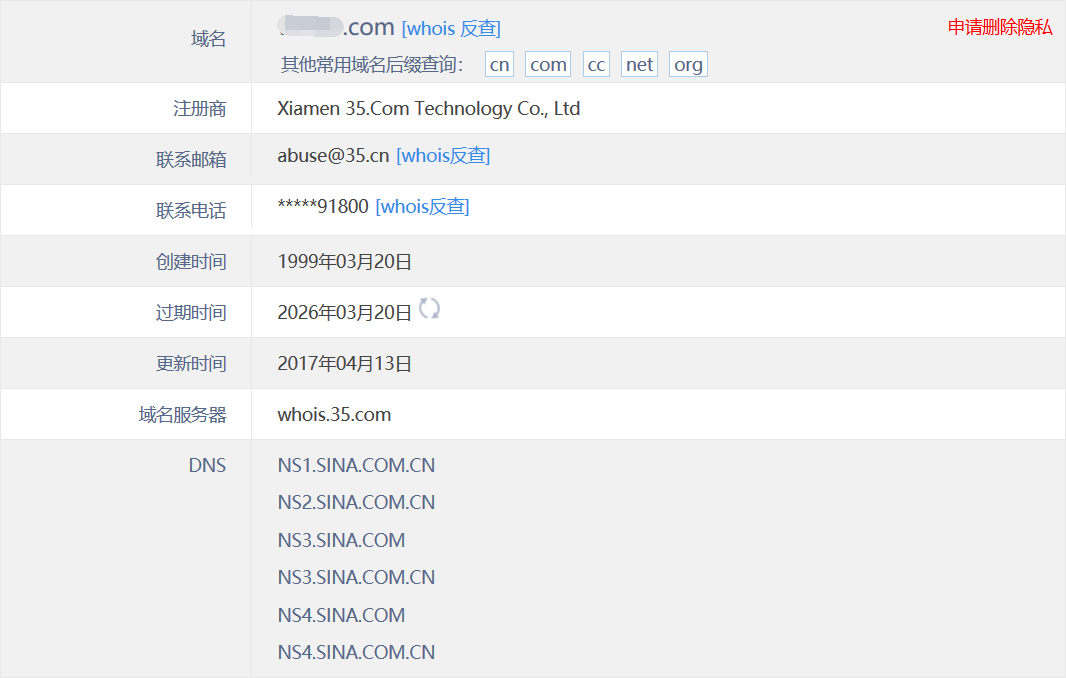 .com [whois 反查]
申请删除隐私
域名
其他常用域名后缀查询： cn com cc net org
注册商 Xiamen 35.Com Technology Co., Ltd
联系邮箱 abuse@35.cn [whois反查]
联系电话 *****91800 [whois反查]
创建时间 1999年03月20日
过期时间 2026年03月20日
更新时间 2017年04月13日
域名服务器 whois.35.com
DNS NS1.SINA.COM.CN
NS2.SINA.COM.CN
NS3.SINA.COM
NS3.SINA.COM.CN
NS4.SINA.COM
NS4.SINA.COM.CN